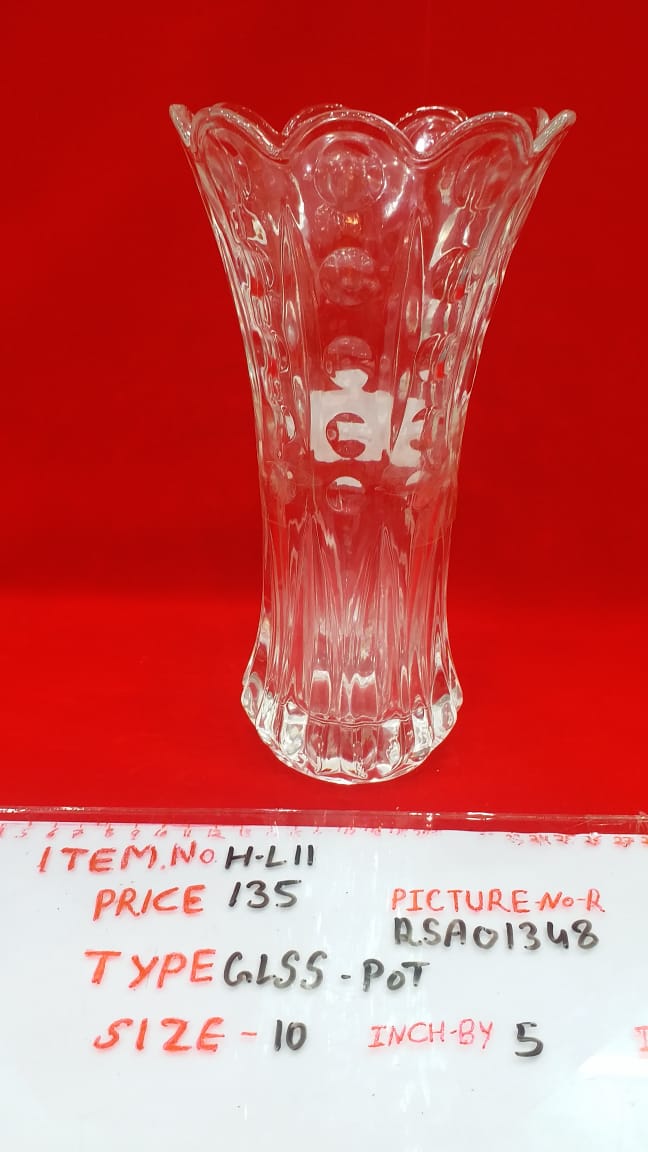 ITEM.No. H-L11
PRICE 135
PICTURE-No-R
RSA01348
TYPE GLSS - POT
SIZE - 10 INCH-BY 5